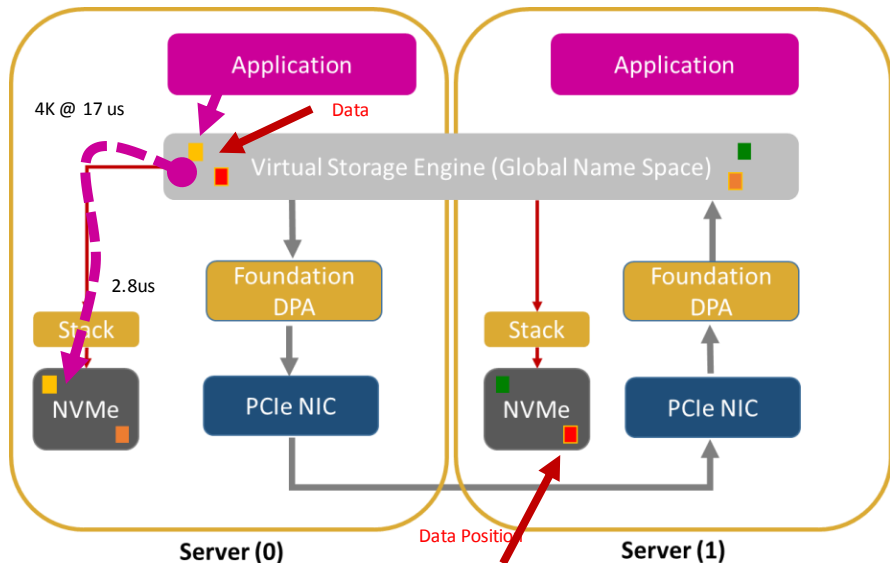 Application
Application
4K @ 17 us
Data
Virtual Storage Engine (Global Name Space)
2.8us
Foundation
DPA
Foundation
DPA
Stack
Stack
NVMe
PCIe NIC
NVMe
PCIe NIC
Data Position
Server (0)
Server (1)